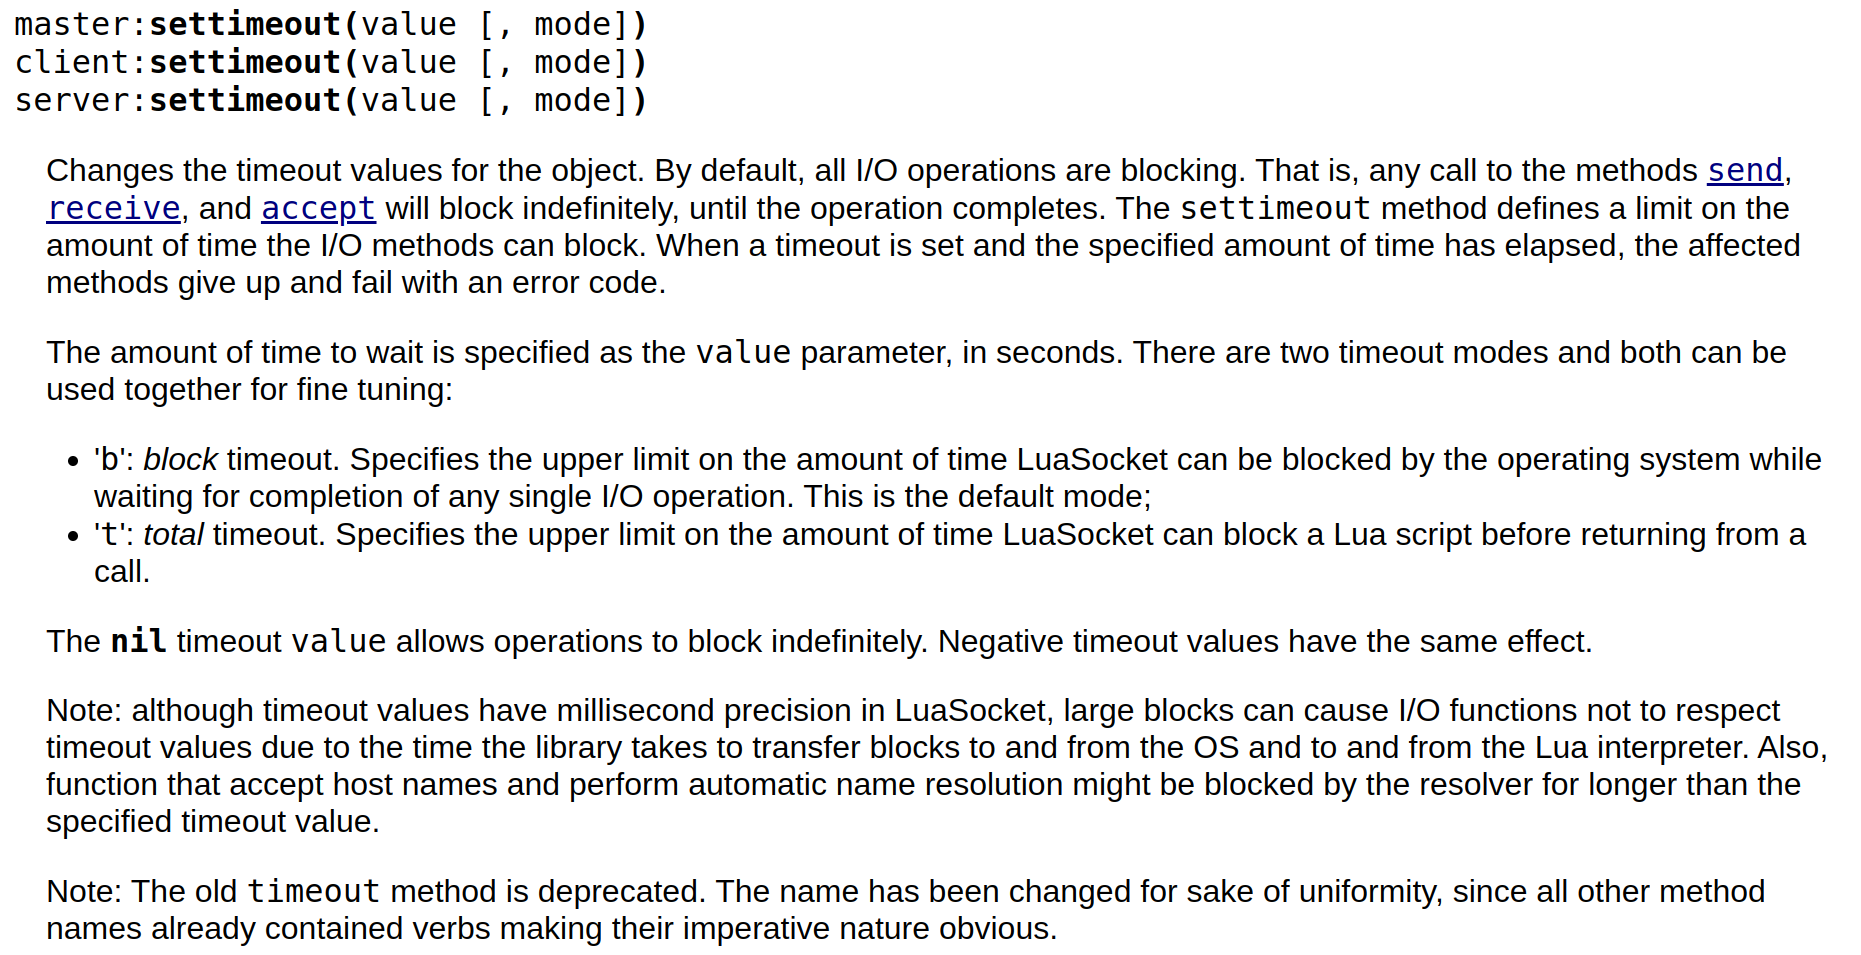 master:settimeout(value [, mode])
client:settimeout(value [, mode])
server:settimeout(value [, mode])
Changes the timeout values for the object. By default, all I/O operations are blocking. That is, any call to the methods send,
receive, and accept will block indefinitely, until the operation completes. The settimeout method defines a limit on the
amount of time the I/O methods can block. When a timeout is set and the specified amount of time has elapsed, the affected
methods give up and fail with an error code.
The amount of time to wait is specified as the value parameter, in seconds. There are two timeout modes and both can be
used together for fine tuning:
• 'b': block timeout. Specifies the upper limit on the amount of time LuaSocket can be blocked by the operating system while
waiting for completion of any single I/O operation. This is the default mode;
• 't': total timeout. Specifies the upper limit on the amount of time LuaSocket can block a Lua script before returning from a
call.
The nil timeout value allows operations to block indefinitely. Negative timeout values have the same effect.
Note: although timeout values have millisecond precision in LuaSocket, large blocks can cause I/O functions not to respect
timeout values due to the time the library takes to transfer blocks to and from the OS and to and from the Lua interpreter. Also,
function that accept host names and perform automatic name resolution might be blocked by the resolver for longer than the
specified timeout value.
Note: The old timeout method is deprecated. The name has been changed for sake of uniformity, since all other method
names already contained verbs making their imperative nature obvious.